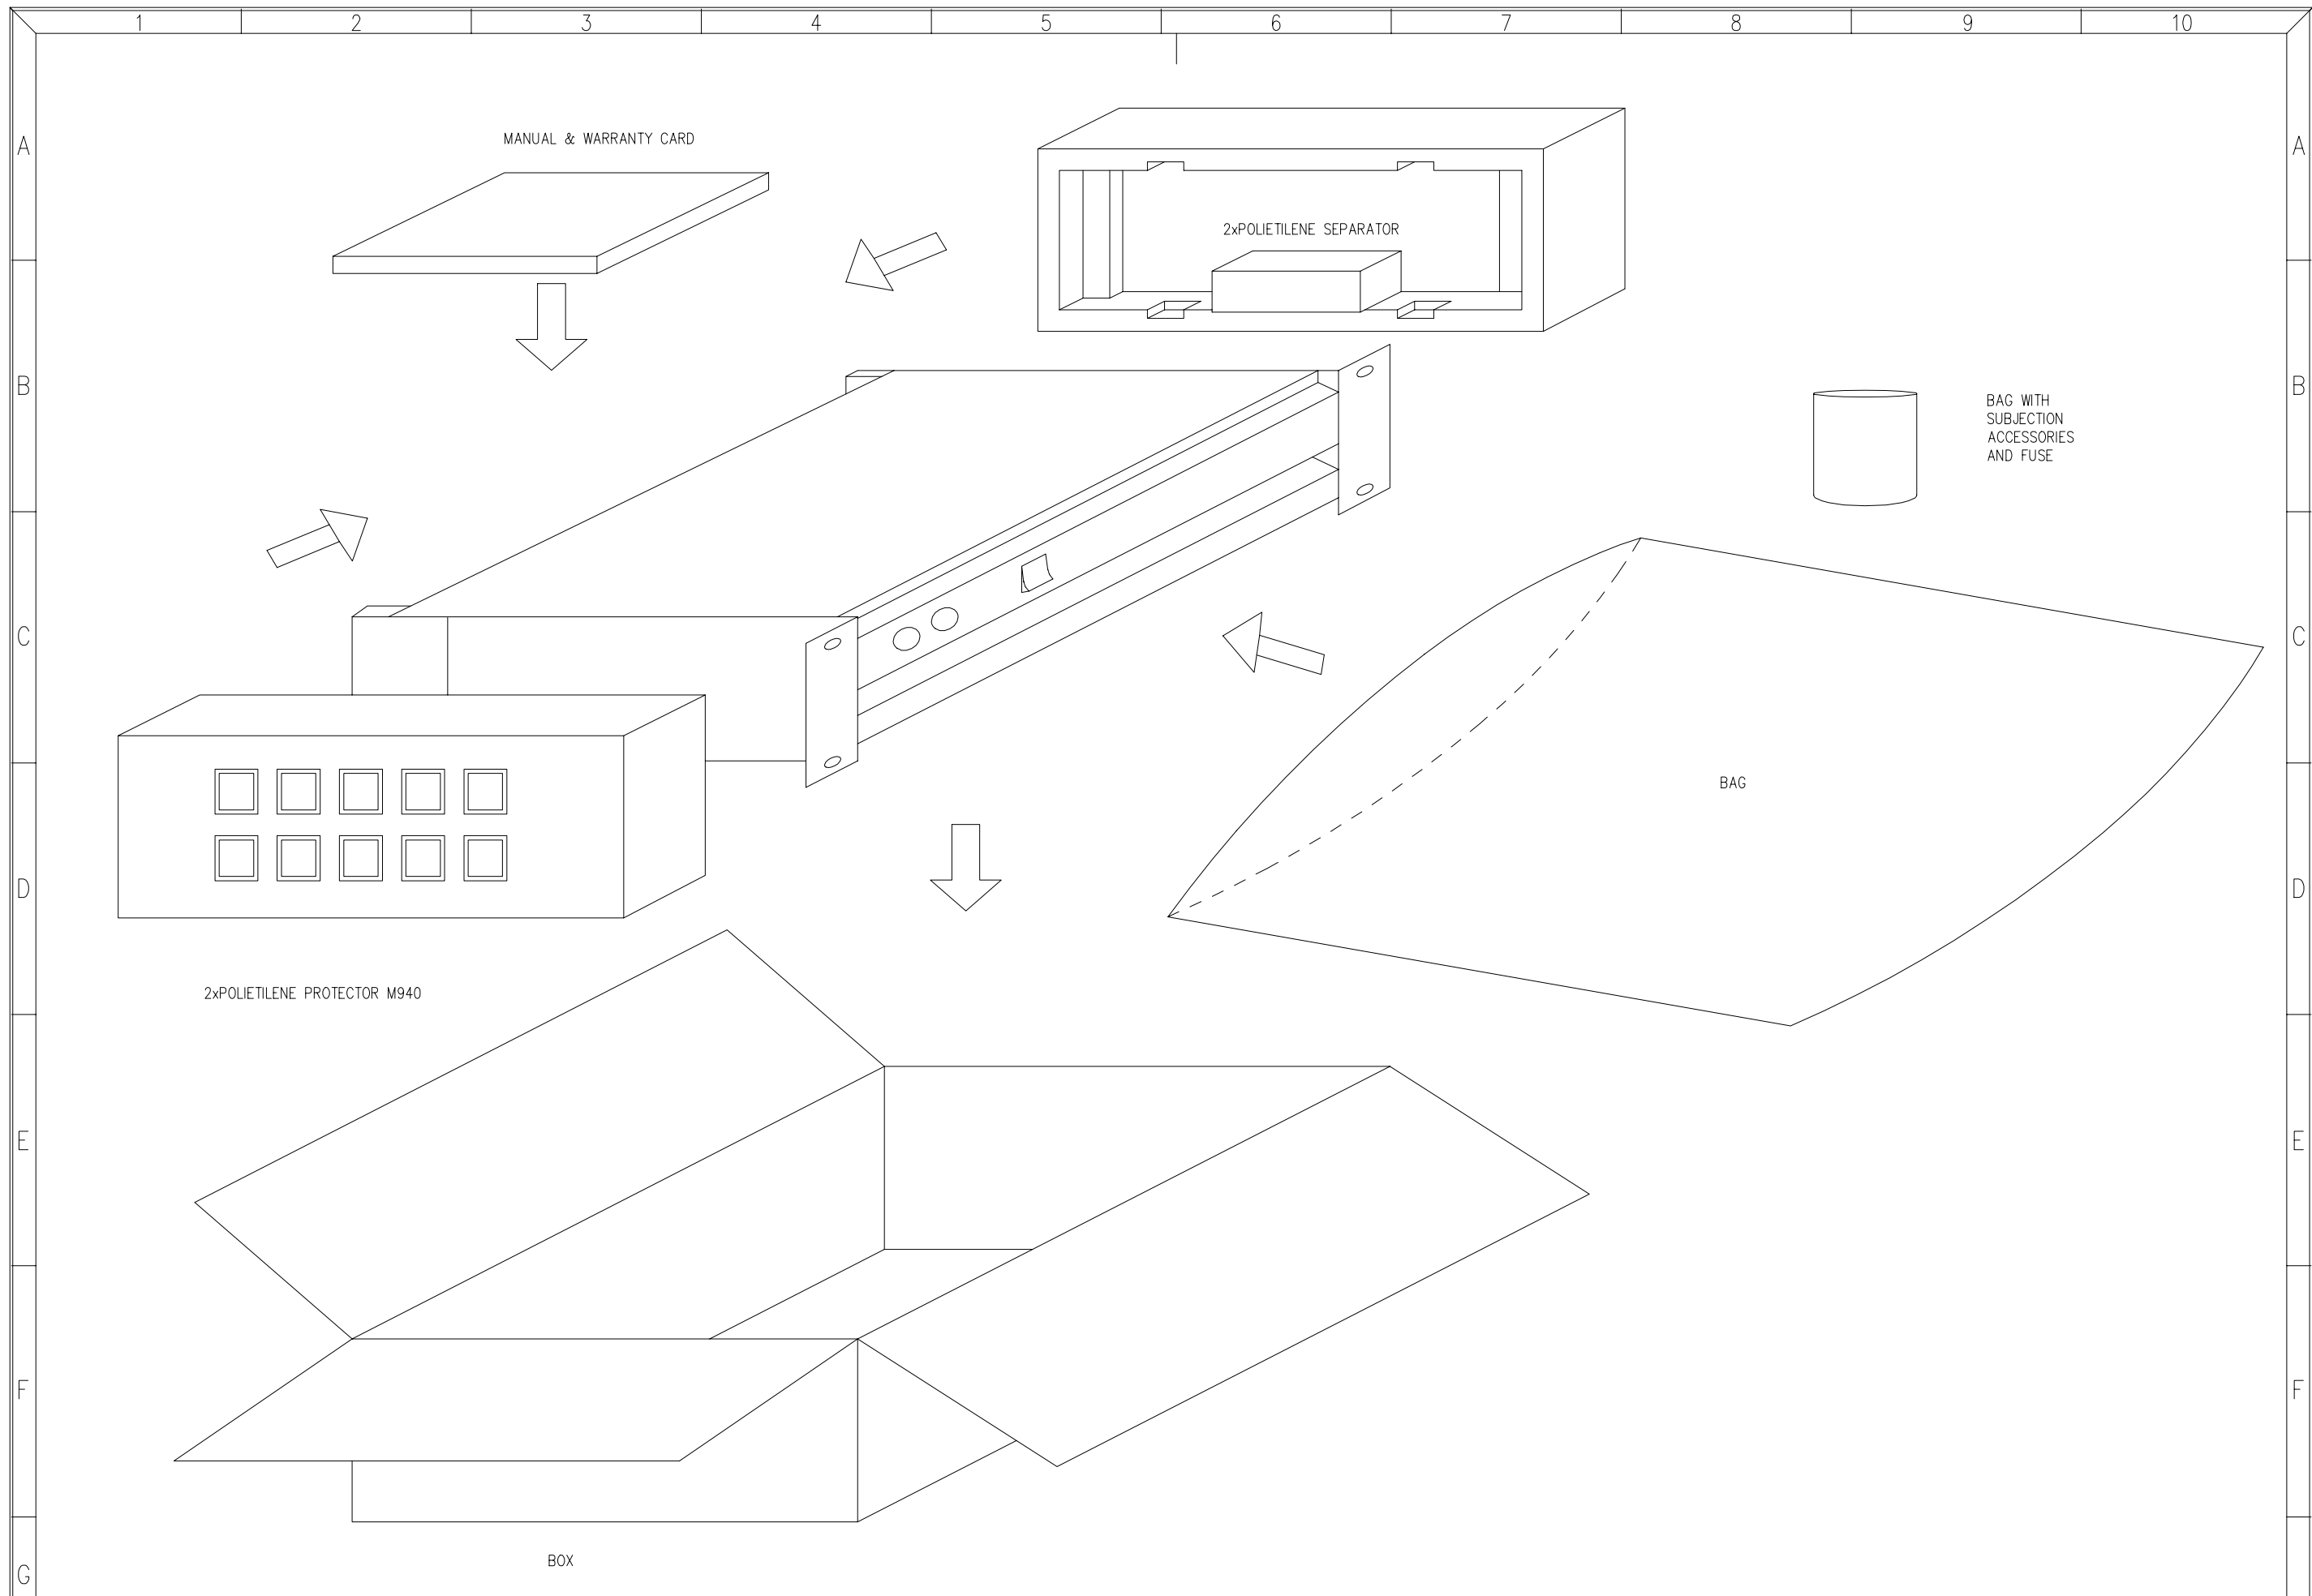 1 2 3 4 5 6 7 8 9 10
A A
MANUAL & WARRANTY CARD
2xPOLIETILENE SEPARATOR
B B
BAG WITH
SUBJECTION
ACCESSORIES
AND FUSE
C C
BAG
D D
2xPOLIETILENE PROTECTOR M940
E E
F F
BOX
G